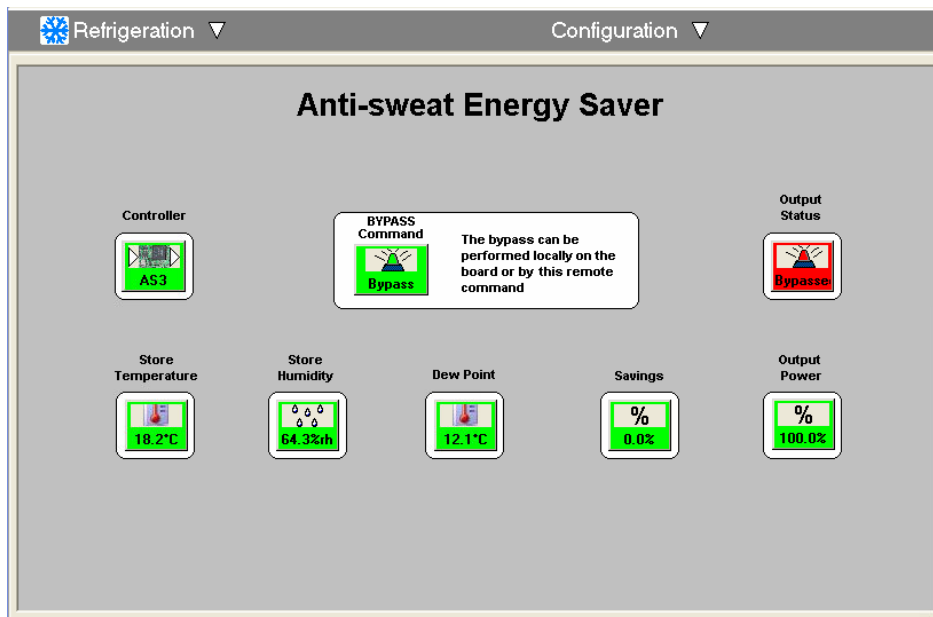 Refrigeration
Configuration
Anti-sweat Energy Saver
Controller
AS3
BYPASS
Command
Bypass
The bypass can be
performed locally on the
board or by this remote
command
Output
Status
Bypasse
Store
Temperature
18.2°C
Store
Humidity
64.3%rh
Dew Point
12.1°C
Savings
%
0.0%
Output
Power
%
100.0%